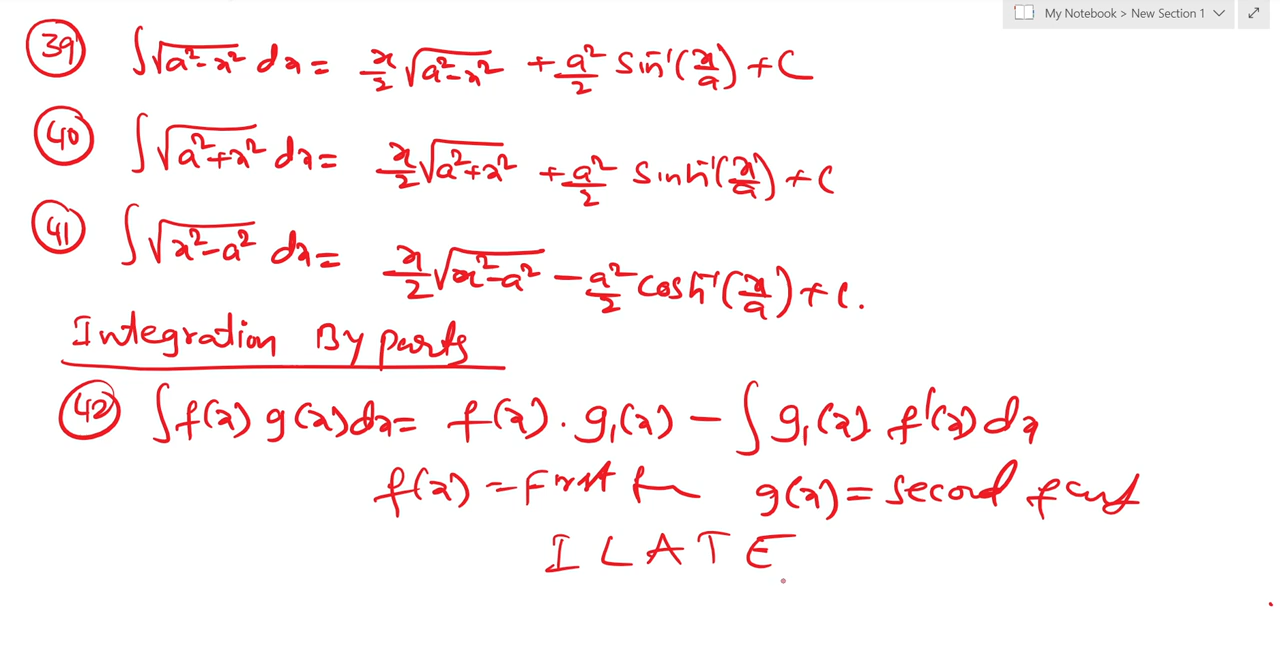 My Notebook > New Section 1
(39) ∫√(a²-x²) dx = x/2 √(a²-x²) + a²/2 sin⁻¹(x/a) + C
(40) ∫√(a²+x²) dx = x/2 √(a²+x²) + a²/2 sinh⁻¹(x/a) + C
(41) ∫√(x²-a²) dx = x/2 √(x²-a²) - a²/2 cosh⁻¹(x/a) + C.
Integration By parts
(42) ∫f(x) g(x)dx = f(x). g₁(x) - ∫ g₁(x) f'(x) dx
f(x) = First fn g(x) = second funct
I L A T E